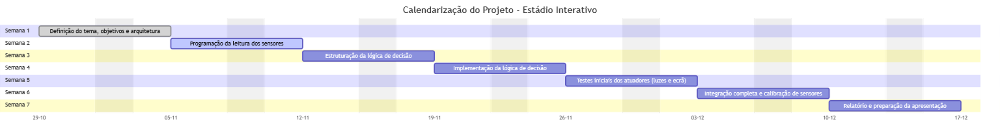 Calendarização do Projeto - Estádio Interativo
Semana 1 Definição do tema, objetivos e arquitetura
Semana 2 Programação da leitura dos sensores
Semana 3 Estruturação da lógica de decisão
Semana 4 Implementação da lógica de decisão
Semana 5 Testes iniciais dos atuadores (luzes e ecrã)
Semana 6 Integração completa e calibração de sensores
Semana 7 Relatório e preparação da apresentação
29-10 05-11 12-11 19-11 26-11 03-12 10-12 17-12